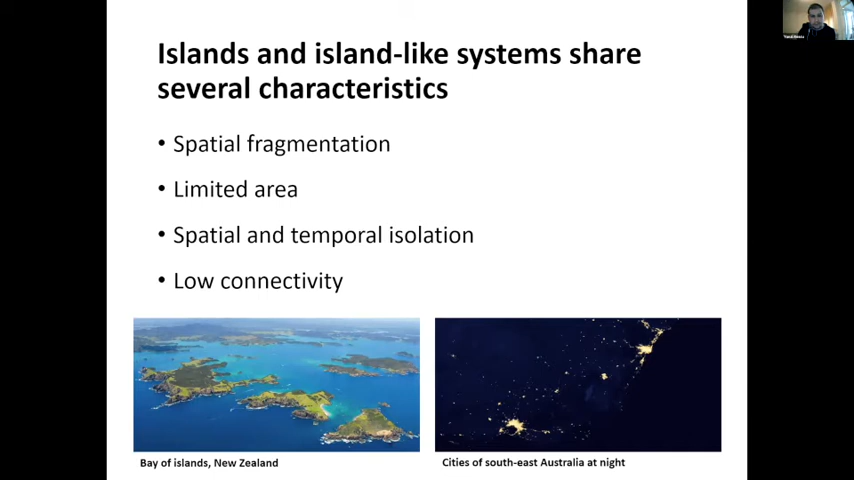 Islands and island-like systems share
several characteristics
• Spatial fragmentation
• Limited area
• Spatial and temporal isolation
• Low connectivity
Bay of islands, New Zealand
Cities of south-east Australia at night